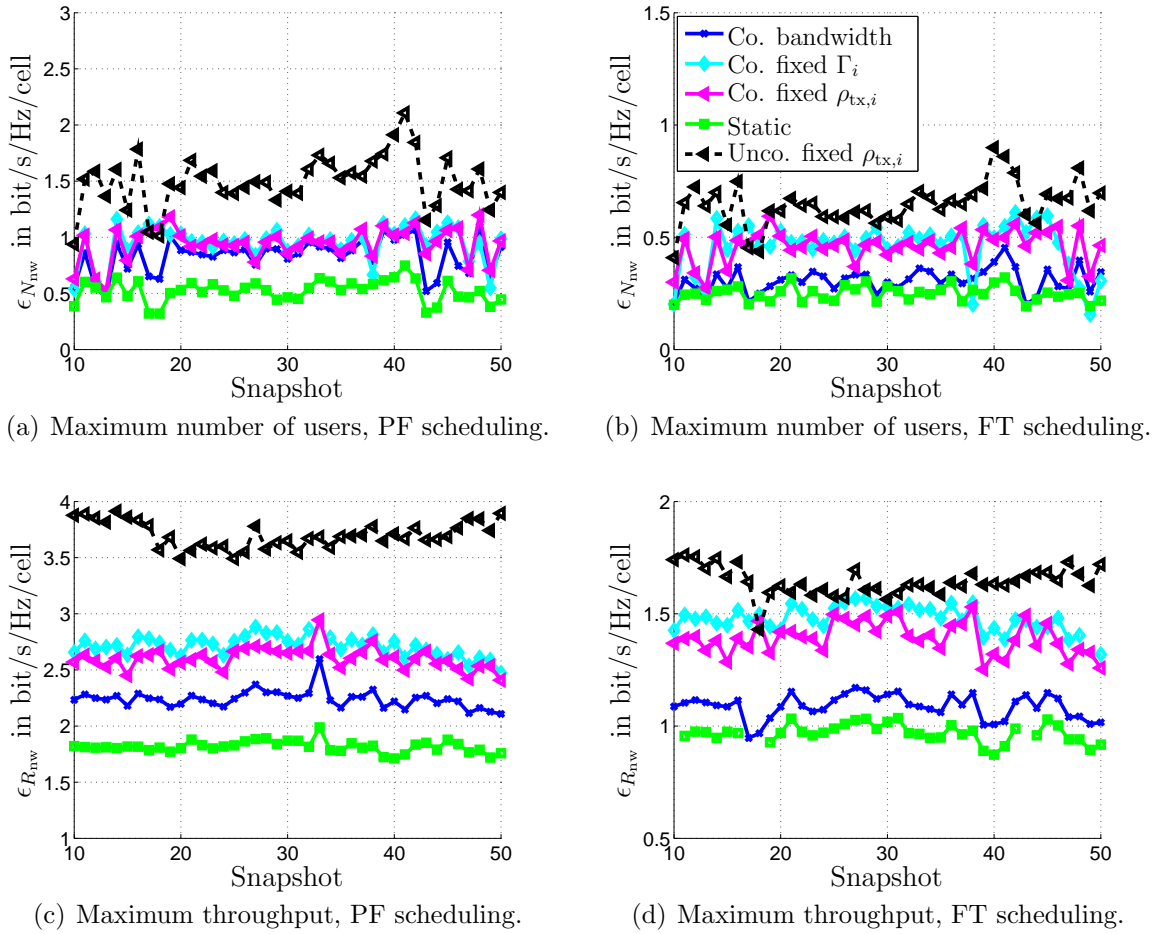 3
2.5
2
1.5
1
0.5
0
10 20 30 40 50
Snapshot
ϵ_{N_nw} in bit/s/Hz/cell
(a) Maximum number of users, PF scheduling.
1.5
1
0.5
0
10 20 30 40 50
Snapshot
ϵ_{N_nw} in bit/s/Hz/cell
Co. bandwidth
Co. fixed Γ_i
Co. fixed ρ_{tx,i}
Static
Unco. fixed ρ_{tx,i}
(b) Maximum number of users, FT scheduling.
4
3.5
3
2.5
2
1.5
1
10 20 30 40 50
Snapshot
ϵ_{R_nw} in bit/s/Hz/cell
(c) Maximum throughput, PF scheduling.
2
1.5
1
0.5
10 20 30 40 50
Snapshot
ϵ_{R_nw} in bit/s/Hz/cell
(d) Maximum throughput, FT scheduling.